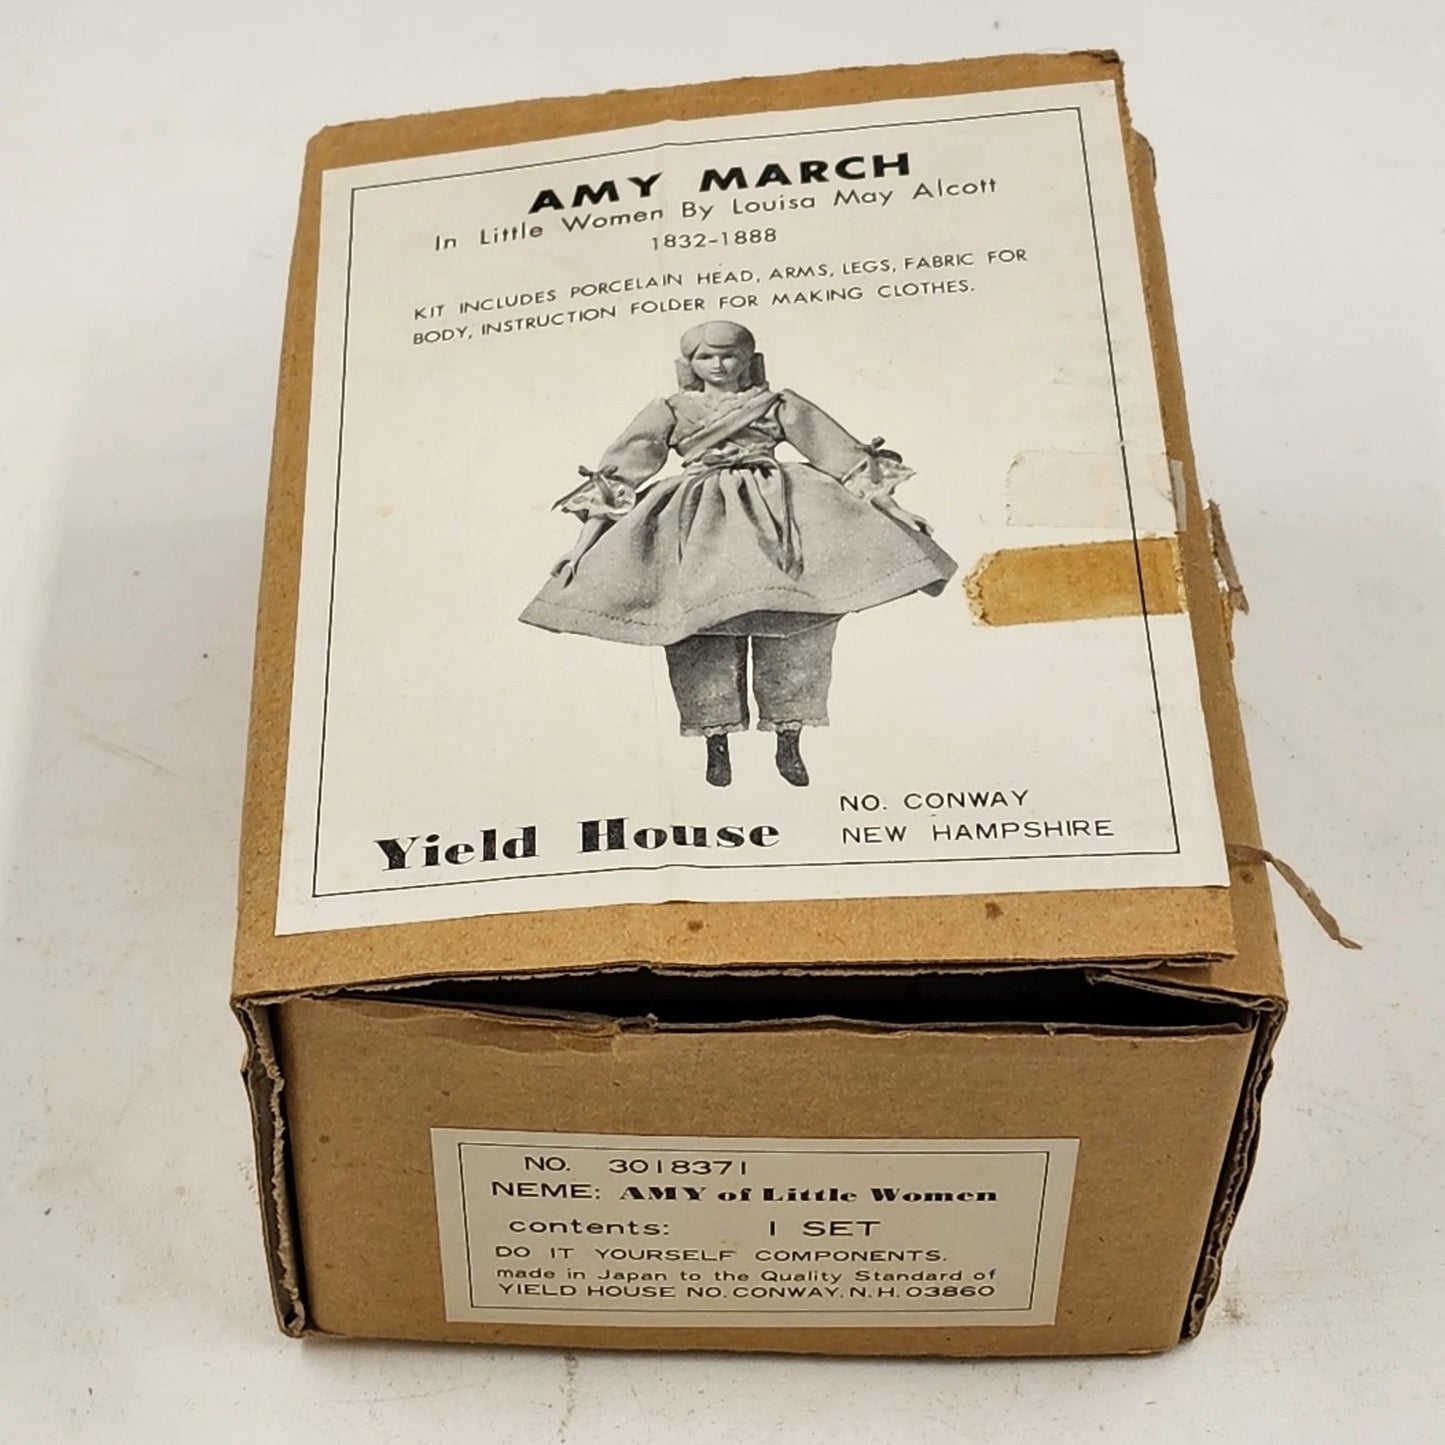 AMY MARCH
In Little Women By Louisa May Alcott
1832-1888
KIT INCLUDES PORCELAIN HEAD, ARMS, LEGS, FABRIC FOR
BODY, INSTRUCTION FOLDER FOR MAKING CLOTHES.
Yield House
NO. CONWAY
NEW HAMPSHIRE
NO. 3018371
NEME: AMY of Little Women
contents: 1 SET
DO IT YOURSELF COMPONENTS.
made in Japan to the Quality Standard of
YIELD HOUSE NO. CONWAY. N. H. 03860